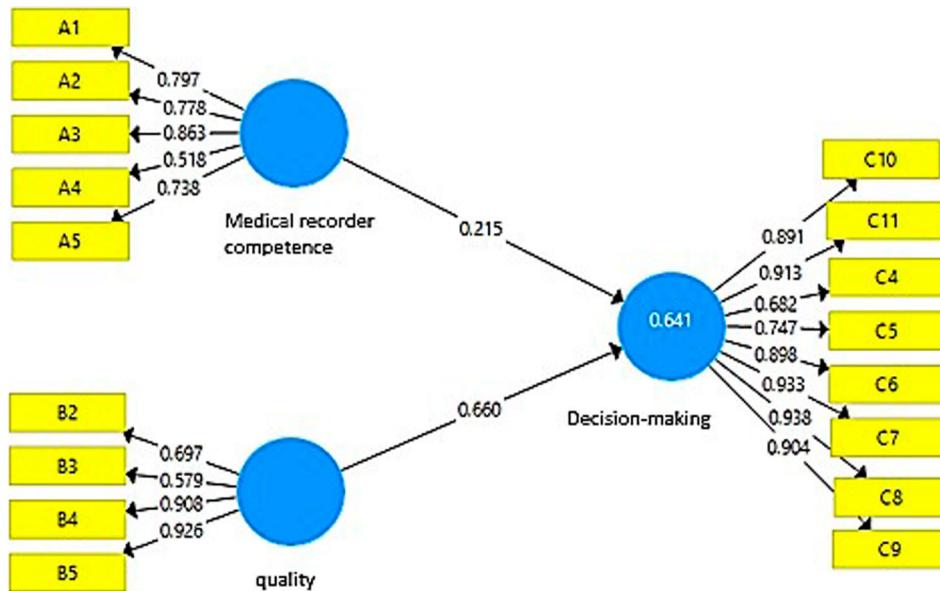 A1
A2
A3
A4
A5
0.797
0.778
0.863
0.518
0.738
Medical recorder
competence
0.215
B2
B3
B4
B5
0.697
0.579
0.908
0.926
quality
0.660
0.641
Decision-making
0.891
0.913
0.682
0.747
0.898
0.933
0.938
0.904
C10
C11
C4
C5
C6
C7
C8
C9